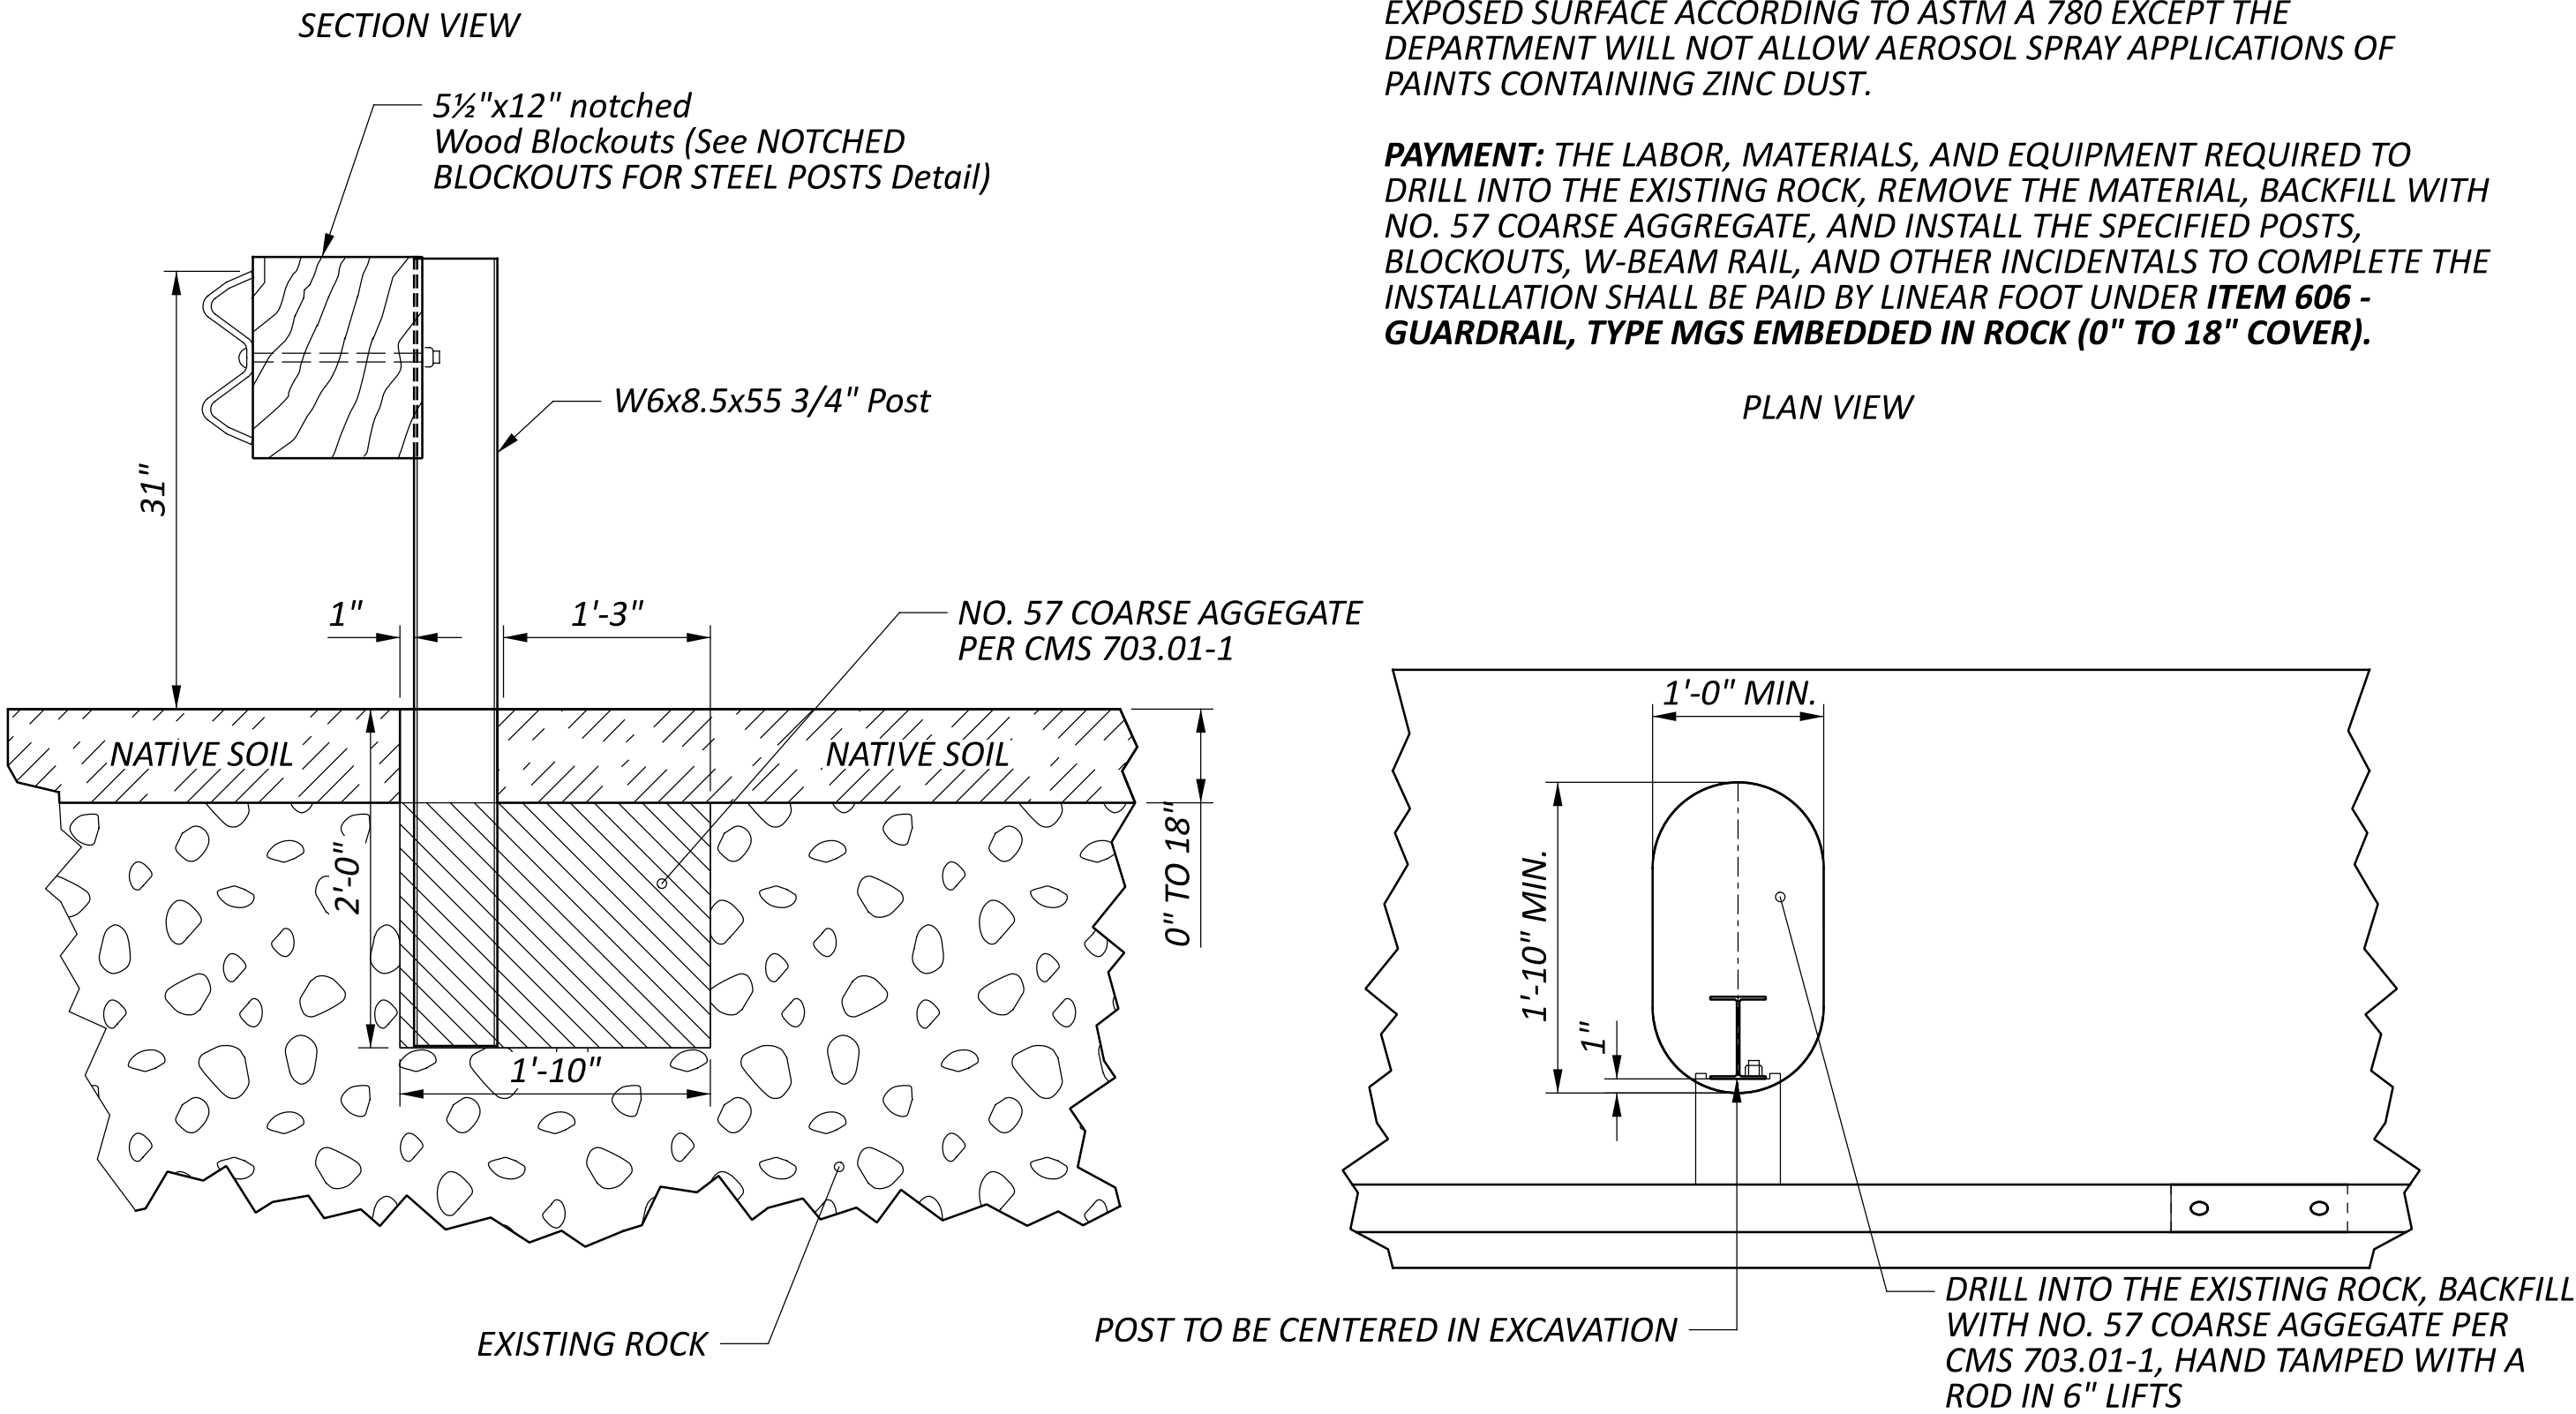 SECTION VIEW
5½"x12" notched
Wood Blockouts (See NOTCHED
BLOCKOUTS FOR STEEL POSTS Detail)
W6x8.5x55 3/4" Post
31"
1"
1'-3"
NO. 57 COARSE AGGEGATE
PER CMS 703.01-1
NATIVE SOIL
NATIVE SOIL
2'-0"
0" TO 18"
1'-10"
EXISTING ROCK
EXPOSED SURFACE ACCORDING TO ASTM A 780 EXCEPT THE
DEPARTMENT WILL NOT ALLOW AEROSOL SPRAY APPLICATIONS OF
PAINTS CONTAINING ZINC DUST.
PAYMENT: THE LABOR, MATERIALS, AND EQUIPMENT REQUIRED TO
DRILL INTO THE EXISTING ROCK, REMOVE THE MATERIAL, BACKFILL WITH
NO. 57 COARSE AGGREGATE, AND INSTALL THE SPECIFIED POSTS,
BLOCKOUTS, W-BEAM RAIL, AND OTHER INCIDENTALS TO COMPLETE THE
INSTALLATION SHALL BE PAID BY LINEAR FOOT UNDER ITEM 606 -
GUARDRAIL, TYPE MGS EMBEDDED IN ROCK (0" TO 18" COVER).
PLAN VIEW
1'-0" MIN.
1'-10" MIN.
1"
POST TO BE CENTERED IN EXCAVATION
DRILL INTO THE EXISTING ROCK, BACKFILL
WITH NO. 57 COARSE AGGEGATE PER
CMS 703.01-1, HAND TAMPED WITH A
ROD IN 6" LIFTS